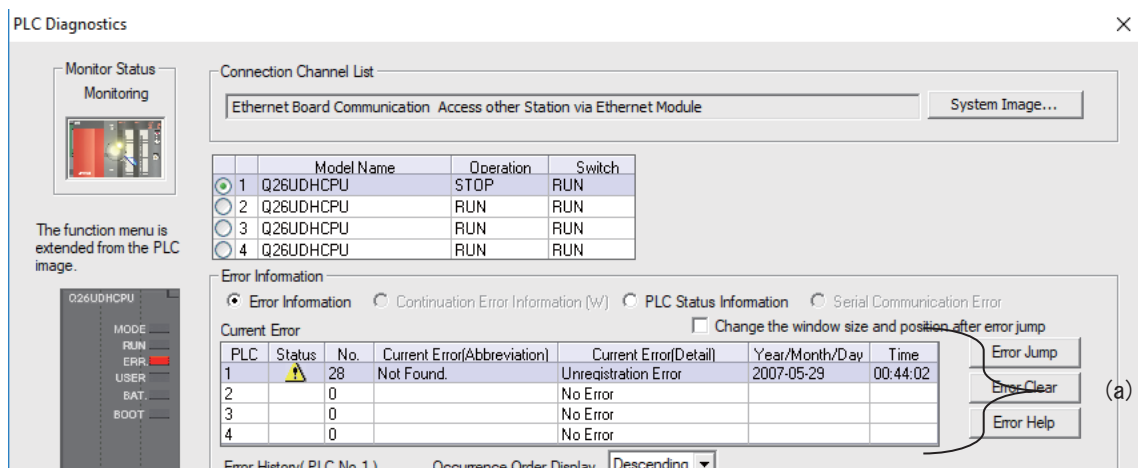 PLC Diagnostics
Monitor Status
Monitoring
Connection Channel List
Ethernet Board Communication Access other Station via Ethernet Module
System Image...
Model Name Operation Switch
1 Q26UDHCPU STOP RUN
2 Q26UDHCPU RUN RUN
3 Q26UDHCPU RUN RUN
4 Q26UDHCPU RUN RUN
The function menu is
extended from the PLC
image.
Q26UDHCPU
MODE
RUN
ERR.
USER
BAT.
BOOT
Error Information
Error Information Continuation Error Information (W) PLC Status Information Serial Communication Error
Current Error Change the window size and position after error jump
PLC Status No. Current Error(Abbreviation) Current Error(Detail) Year/Month/Day Time
1 28 Not Found. Unregistration Error 2007-05-29 00:44:02
2 0 No Error
3 0 No Error
4 0 No Error
Error Jump
Error Clear
Error Help
(a)
Error History( PLC No.1 ) Occurrence Order Display Descending